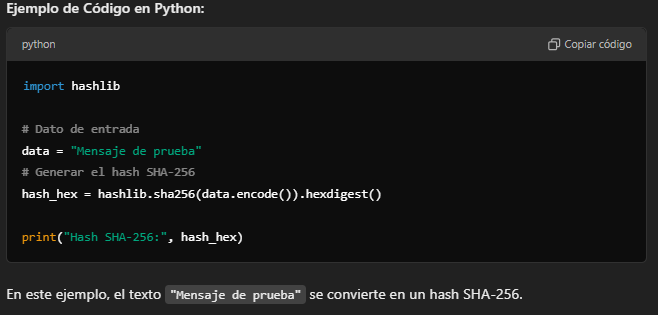 Ejemplo de Código en Python:
python Copiar código
import hashlib
# Dato de entrada
data = "Mensaje de prueba"
# Generar el hash SHA-256
hash_hex = hashlib.sha256(data.encode()).hexdigest()
print("Hash SHA-256:", hash_hex)
En este ejemplo, el texto "Mensaje de prueba" se convierte en un hash SHA-256.